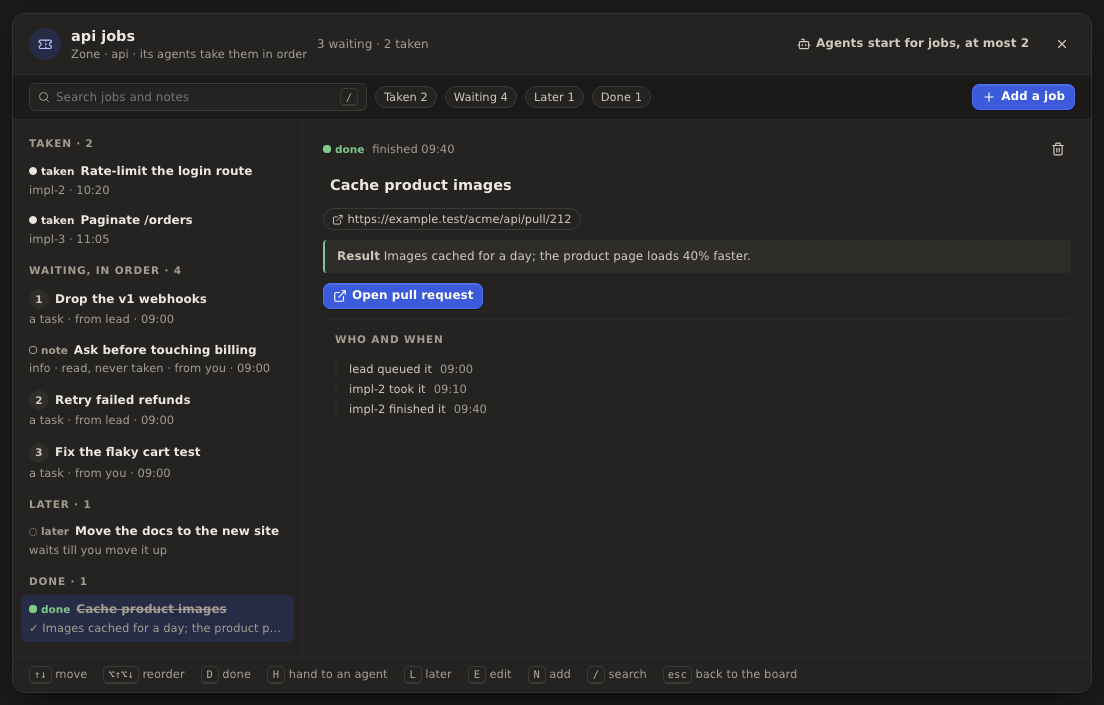 api jobs
Zone · api · its agents take them in order
3 waiting · 2 taken
Agents start for jobs, at most 2
Search jobs and notes
/
Taken 2
Waiting 4
Later 1
Done 1
Add a job
TAKEN · 2
taken Rate-limit the login route
impl-2 · 10:20
taken Paginate /orders
impl-3 · 11:05
WAITING, IN ORDER · 4
1 Drop the v1 webhooks
a task · from lead · 09:00
note Ask before touching billing
info · read, never taken · from you · 09:00
2 Retry failed refunds
a task · from lead · 09:00
3 Fix the flaky cart test
a task · from you · 09:00
LATER · 1
later Move the docs to the new site
waits till you move it up
DONE · 1
done Cache product images
✓ Images cached for a day; the product p…
done finished 09:40
Cache product images
https://example.test/acme/api/pull/212
Result Images cached for a day; the product page loads 40% faster.
Open pull request
WHO AND WHEN
lead queued it 09:00
impl-2 took it 09:10
impl-2 finished it 09:40
↑↓ move
⌥↑⌥↓ reorder
D done
H hand to an agent
L later
E edit
N add
/ search
esc back to the board